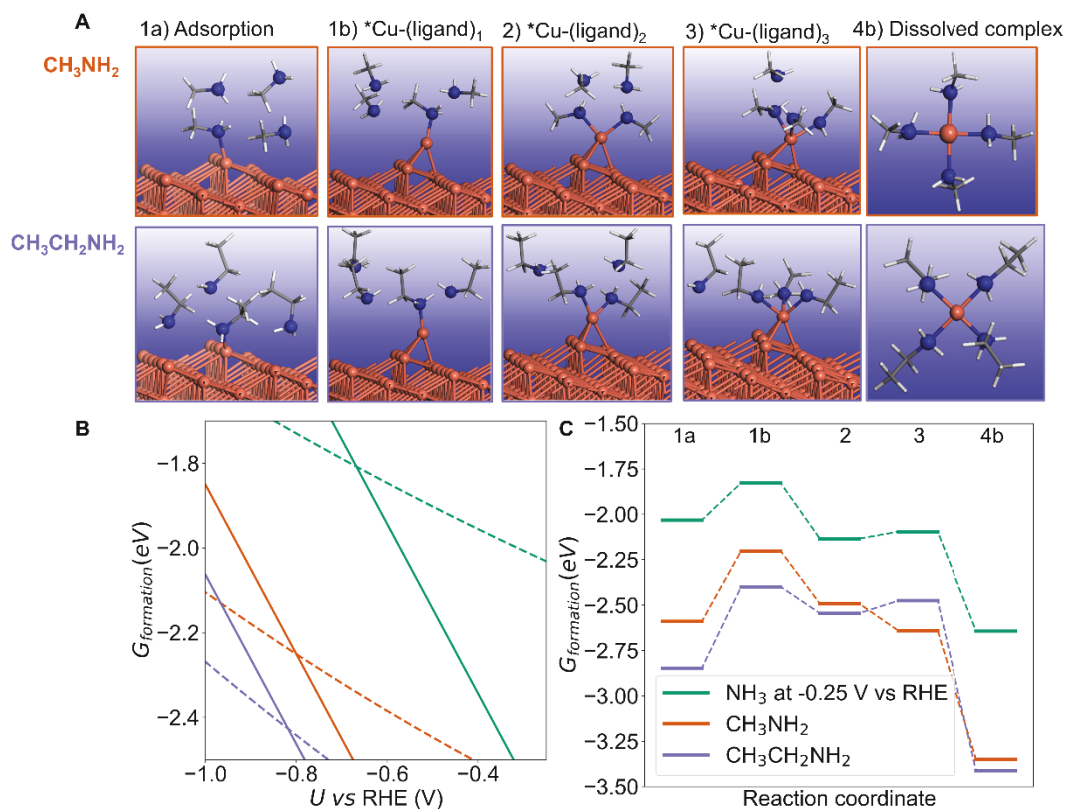 A
1a) Adsorption
1b) *Cu-(ligand)₁
2) *Cu-(ligand)₂
3) *Cu-(ligand)₃
4b) Dissolved complex
CH₃NH₂
CH₃CH₂NH₂
B
−1.8
−2.0
−2.2
−2.4
G_formation(eV)
−1.0
−0.8
−0.6
−0.4
U vs RHE (V)
C
−1.50
−1.75
−2.00
−2.25
−2.50
−2.75
−3.00
−3.25
−3.50
G_formation(eV)
1a
1b
2
3
4b
NH₃ at -0.25 V vs RHE
CH₃NH₂
CH₃CH₂NH₂
Reaction coordinate